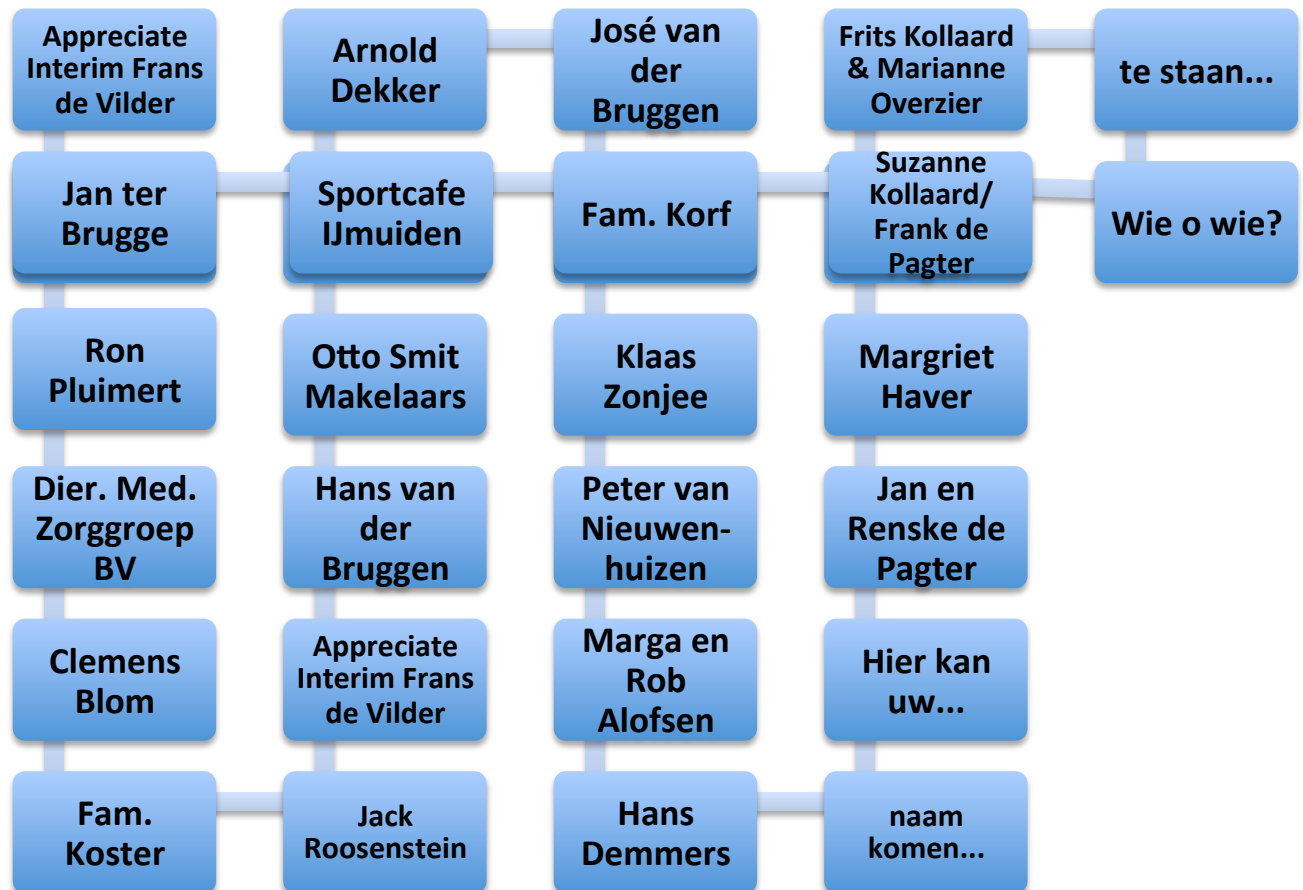 Appreciate
Interim Frans
de Vilder
Arnold
Dekker
José van
der
Bruggen
Frits Kollaard
& Marianne
Overzier
te staan...
Jan ter
Brugge
Sportcafe
IJmuiden
Fam. Korf
Suzanne
Kollaard/
Frank de
Pagter
Wie o wie?
Ron
Pluimert
Otto Smit
Makelaars
Klaas
Zonjee
Margriet
Haver
Dier. Med.
Zorggroep
BV
Hans van
der
Bruggen
Peter van
Nieuwen-
huizen
Jan en
Renske de
Pagter
Clemens
Blom
Appreciate
Interim Frans
de Vilder
Marga en
Rob
Alofsen
Hier kan
uw...
Fam.
Koster
Jack
Roosenstein
Hans
Demmers
naam
komen...